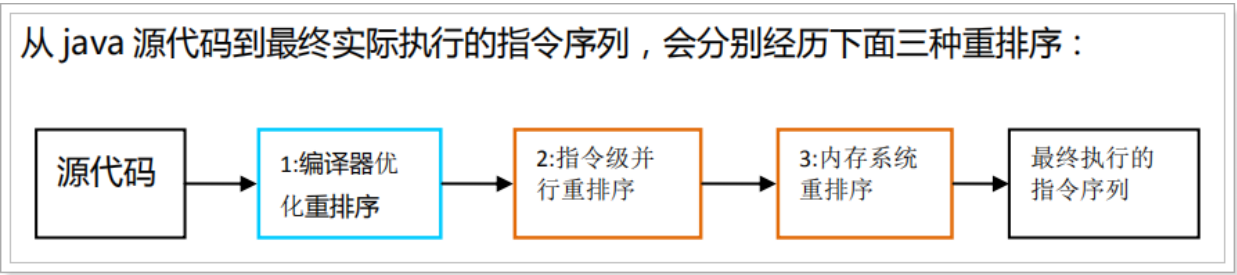 从 java 源代码到最终实际执行的指令序列，会分别经历下面三种重排序：
源代码
1:编译器优
化重排序
2:指令级并
行重排序
3:内存系统
重排序
最终执行的
指令序列